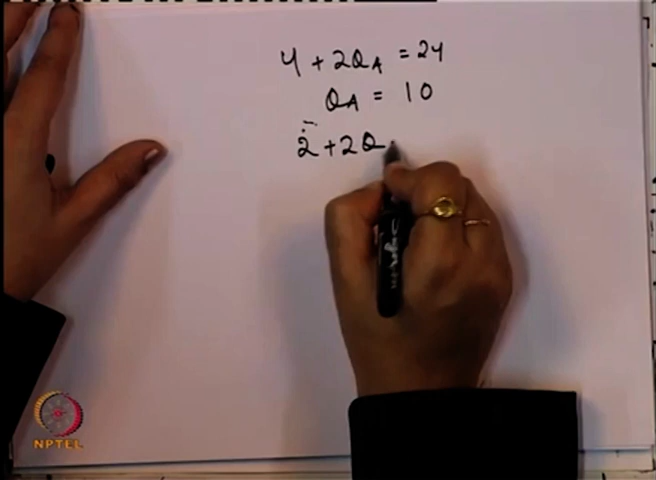 4 + 2QA = 24
QA = 10
2 + 2Q
NPTEL